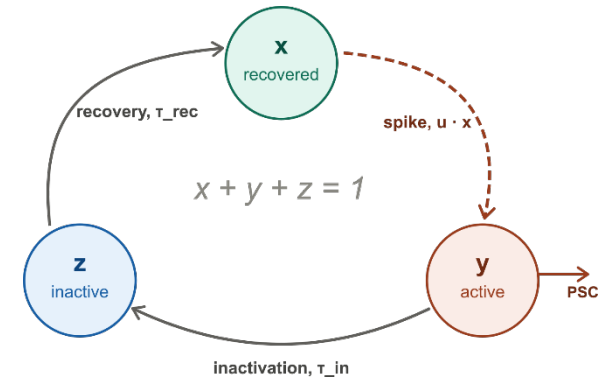 x
recovered
recovery, τ_rec
spike, u · x
x + y + z = 1
z
inactive
y
active
PSC
inactivation, τ_in